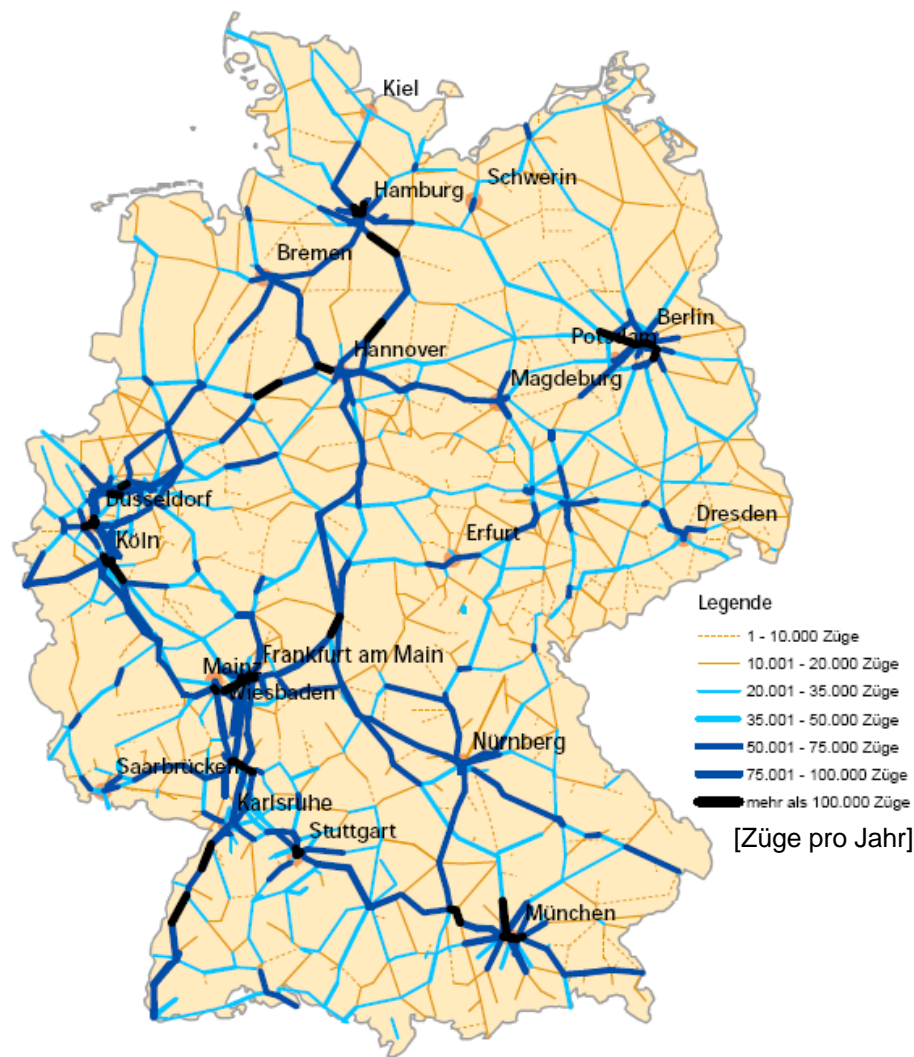 Kiel
Schwerin
Hamburg
Bremen
Berlin
Potsdam
Hannover
Magdeburg
Düsseldorf
Dresden
Erfurt
Köln
Legende
1 - 10.000 Züge
Frankfurt am Main
Mainz
10.001 - 20.000 Züge
Wiesbaden
20.001 - 35.000 Züge
35.001 - 50.000 Züge
Nürnberg
50.001 - 75.000 Züge
Saarbrücken
75.001 - 100.000 Züge
Karlsruhe
mehr als 100.000 Züge
Stuttgart
[Züge pro Jahr]
München